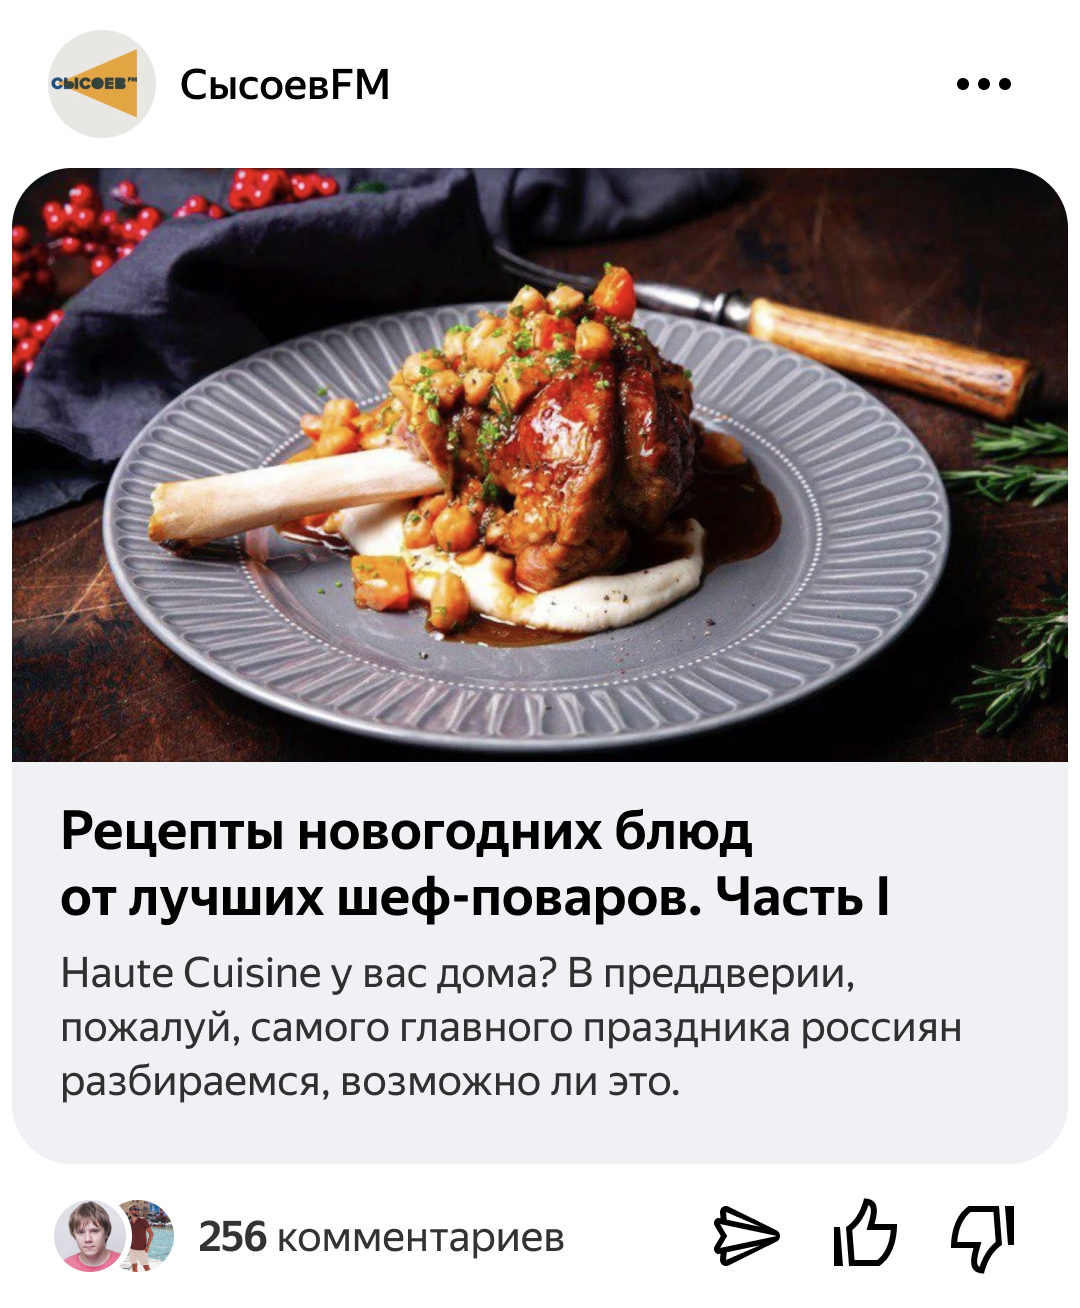 СЫСОЕВ FM
СысоевFM
Рецепты новогодних блюд
от лучших шеф-поваров. Часть I
Haute Cuisine у вас дома? В преддверии,
пожалуй, самого главного праздника россиян
разбираемся, возможно ли это.
256 комментариев